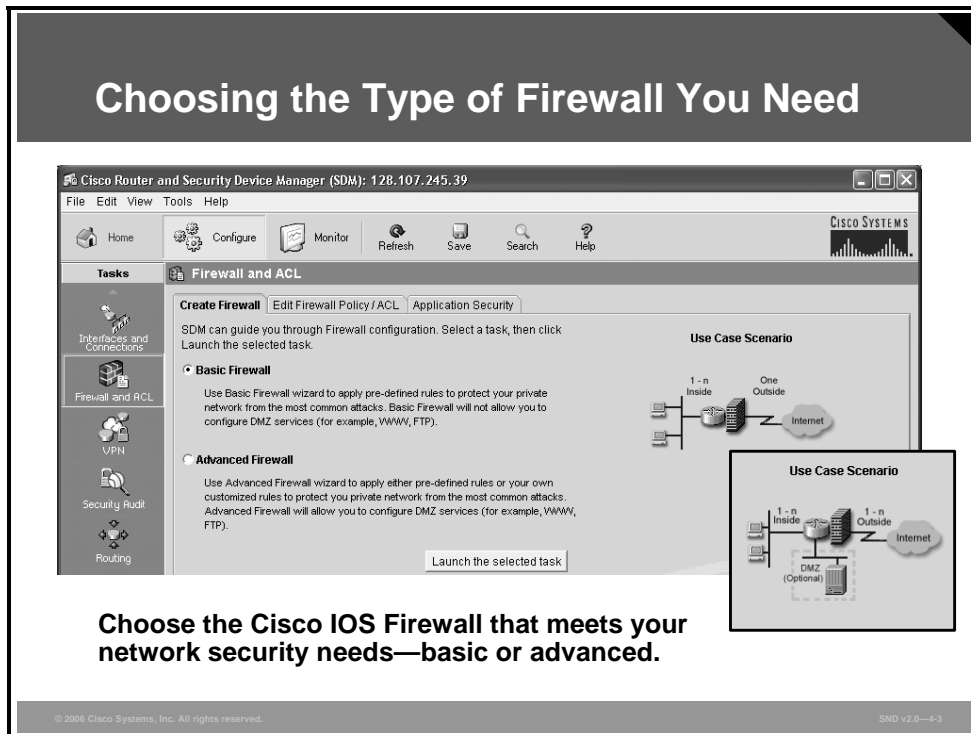 Choosing the Type of Firewall You Need
Cisco Router and Security Device Manager (SDM): 128.107.245.39
File Edit View Tools Help
Home
Configure
Monitor
Refresh
Save
Search
Help
CISCO SYSTEMS
Tasks
Firewall and ACL
Interfaces and
Connections
Firewall and ACL
VPN
Security Audit
Routing
Create Firewall
Edit Firewall Policy / ACL
Application Security
SDM can guide you through Firewall configuration. Select a task, then click
Launch the selected task.
Basic Firewall
Use Basic Firewall wizard to apply pre-defined rules to protect your private
network from the most common attacks. Basic Firewall will not allow you to
configure DMZ services (for example, WWW, FTP).
Advanced Firewall
Use Advanced Firewall wizard to apply either pre-defined rules or your own
customized rules to protect you private network from the most common attacks.
Advanced Firewall will allow you to configure DMZ services (for example, WWW,
FTP).
Launch the selected task
Use Case Scenario
1 - n
Inside
One
Outside
Internet
Use Case Scenario
1 - n
Inside
1 - n
Outside
Internet
DMZ
(Optional)
Choose the Cisco IOS Firewall that meets your
network security needs—basic or advanced.
© 2006 Cisco Systems, Inc. All rights reserved.
SND v2.0—4-3